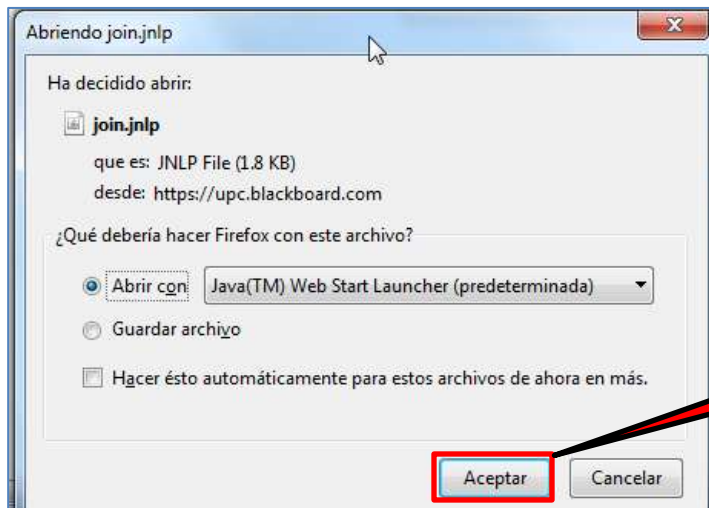 Abriendo join.jnlp
Ha decidido abrir:
join.jnlp
que es: JNLP File (1.8 KB)
desde: https://upc.blackboard.com
¿Qué debería hacer Firefox con este archivo?
Abrir con Java(TM) Web Start Launcher (predeterminada)
Guardar archivo
Hacer ésto automáticamente para estos archivos de ahora en más.
Aceptar Cancelar